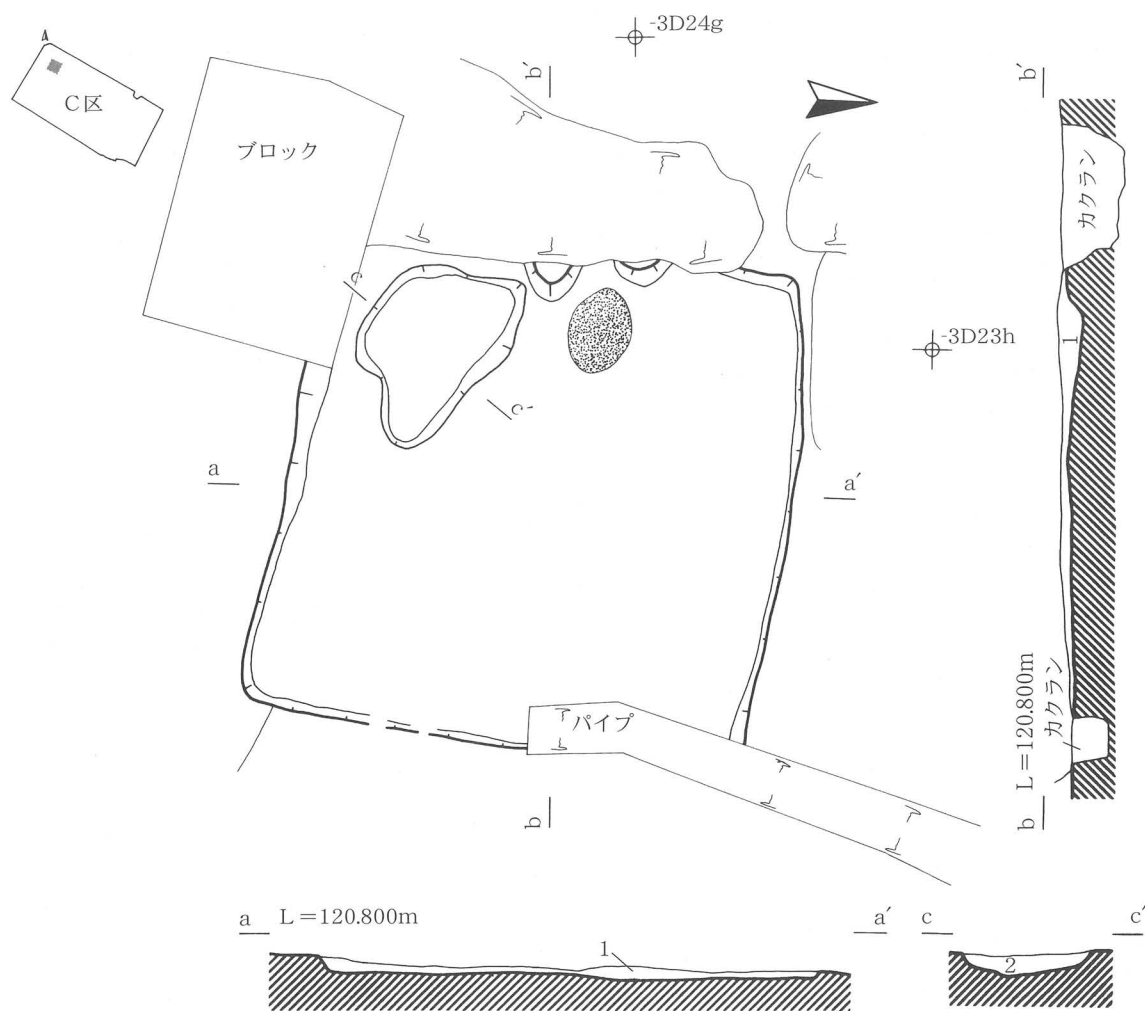 -3D24g
A
C区
ブロック
b'
b'
カクラン
c
-3D23h
1
c'
a
a'
パイプ
カクラン
L=120.800m
b
b
a L=120.800m a' c c'
1
2